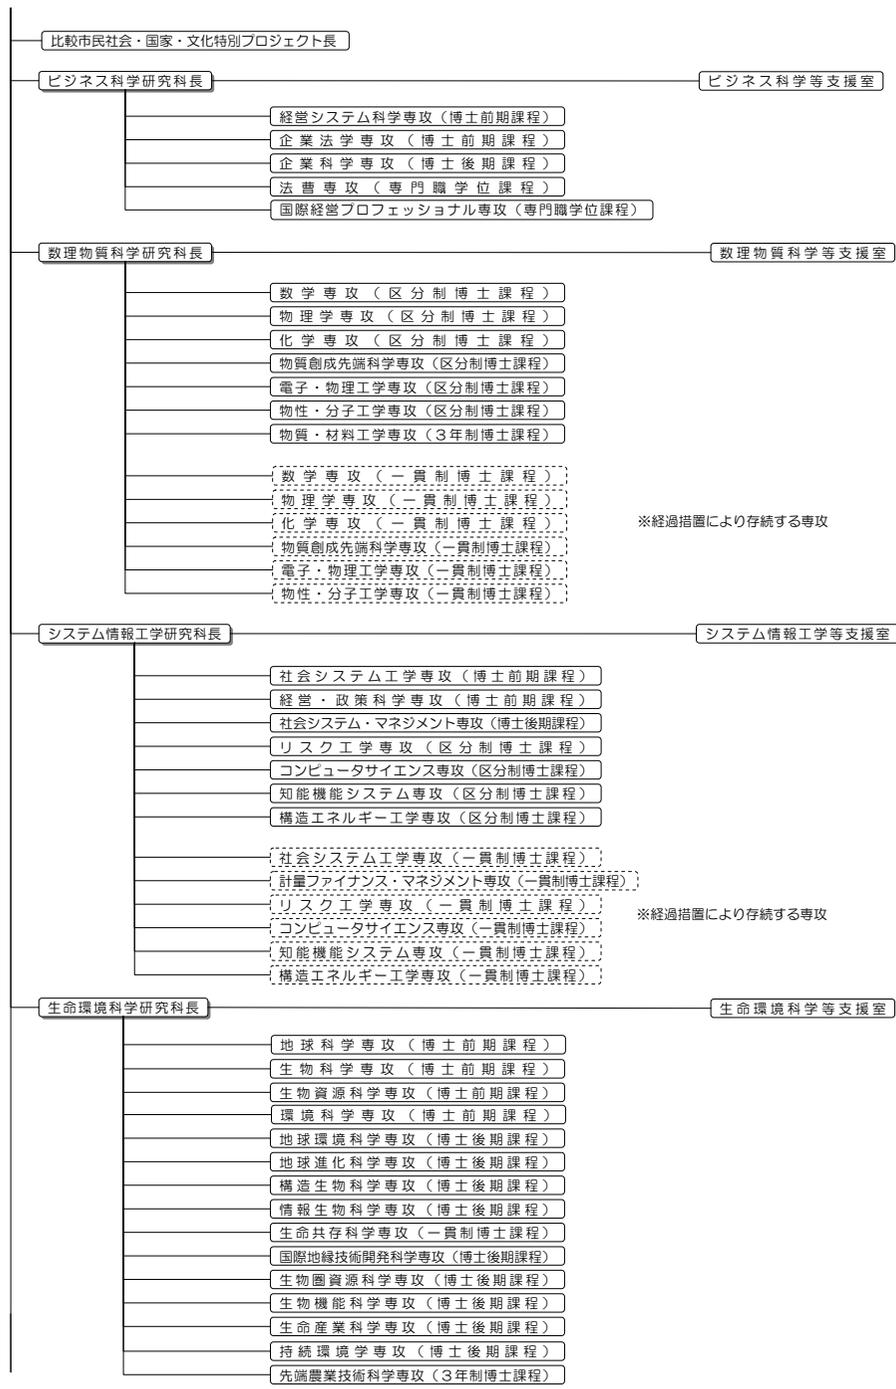 比較市民社会・国家・文化特別プロジェクト長
ビジネス科学研究科長
ビジネス科学等支援室
経営システム科学専攻（博士前期課程）
企業法学専攻（博士前期課程）
企業科学専攻（博士後期課程）
法曹専攻（専門職学位課程）
国際経営プロフェッショナル専攻（専門職学位課程）
数理物質科学研究科長
数理物質科学等支援室
数学専攻（区分制博士課程）
物理学専攻（区分制博士課程）
化学専攻（区分制博士課程）
物質創成先端科学専攻（区分制博士課程）
電子・物理工学専攻（区分制博士課程）
物性・分子工学専攻（区分制博士課程）
物質・材料工学専攻（３年制博士課程）
数学専攻（一貫制博士課程）
物理学専攻（一貫制博士課程）
化学専攻（一貫制博士課程）
※経過措置により存続する専攻
物質創成先端科学専攻（一貫制博士課程）
電子・物理工学専攻（一貫制博士課程）
物性・分子工学専攻（一貫制博士課程）
システム情報工学研究科長
システム情報工学等支援室
社会システム工学専攻（博士前期課程）
経営・政策科学専攻（博士前期課程）
社会システム・マネジメント専攻（博士後期課程）
リスク工学専攻（区分制博士課程）
コンピュータサイエンス専攻（区分制博士課程）
知能機能システム専攻（区分制博士課程）
構造エネルギー工学専攻（区分制博士課程）
社会システム工学専攻（一貫制博士課程）
計量ファイナンス・マネジメント専攻（一貫制博士課程）
リスク工学専攻（一貫制博士課程）
※経過措置により存続する専攻
コンピュータサイエンス専攻（一貫制博士課程）
知能機能システム専攻（一貫制博士課程）
構造エネルギー工学専攻（一貫制博士課程）
生命環境科学研究科長
生命環境科学等支援室
地球科学専攻（博士前期課程）
生物科学専攻（博士前期課程）
生物資源科学専攻（博士前期課程）
環境科学専攻（博士前期課程）
地球環境科学専攻（博士後期課程）
地球進化科学専攻（博士後期課程）
構造生物科学専攻（博士後期課程）
情報生物科学専攻（博士後期課程）
生命共存科学専攻（一貫制博士課程）
国際地縁技術開発科学専攻（博士後期課程）
生物圏資源科学専攻（博士後期課程）
生物機能科学専攻（博士後期課程）
生命産業科学専攻（博士後期課程）
持続環境学専攻（博士後期課程）
先端農業技術科学専攻（３年制博士課程）